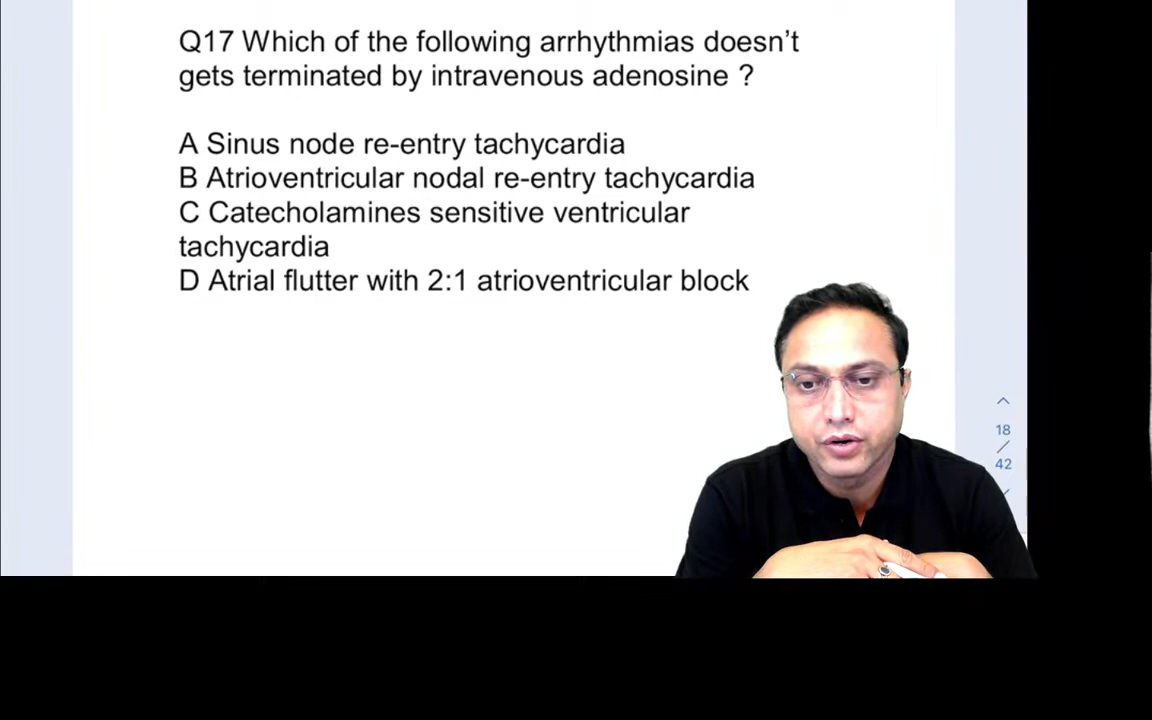 Q17 Which of the following arrhythmias doesn’t
gets terminated by intravenous adenosine ?
A Sinus node re-entry tachycardia
B Atrioventricular nodal re-entry tachycardia
C Catecholamines sensitive ventricular
tachycardia
D Atrial flutter with 2:1 atrioventricular block
18
/
42